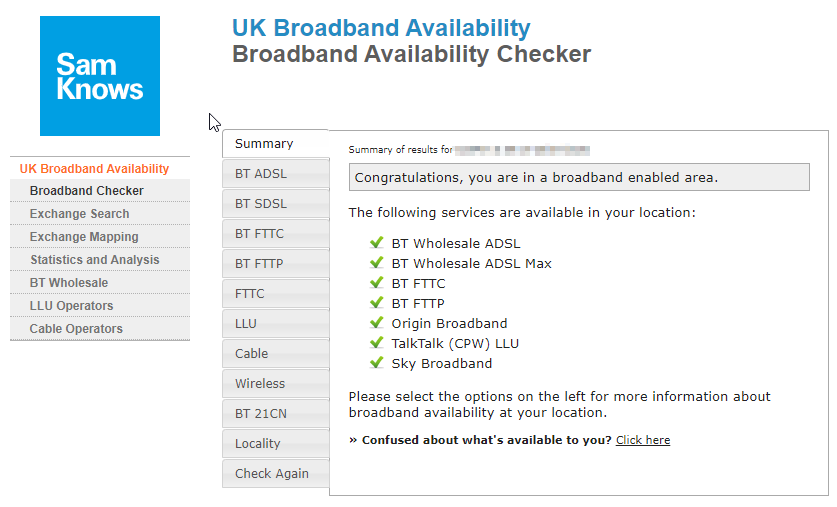 Sam
Knows
UK Broadband Availability
Broadband Availability Checker
UK Broadband Availability
Broadband Checker
Exchange Search
Exchange Mapping
Statistics and Analysis
BT Wholesale
LLU Operators
Cable Operators
Summary
BT ADSL
BT SDSL
BT FTTC
BT FTTP
FTTC
LLU
Cable
Wireless
BT 21CN
Locality
Check Again
Summary of results for
Congratulations, you are in a broadband enabled area.
The following services are available in your location:
BT Wholesale ADSL
BT Wholesale ADSL Max
BT FTTC
BT FTTP
Origin Broadband
TalkTalk (CPW) LLU
Sky Broadband
Please select the options on the left for more information about
broadband availability at your location.
» Confused about what's available to you? Click here